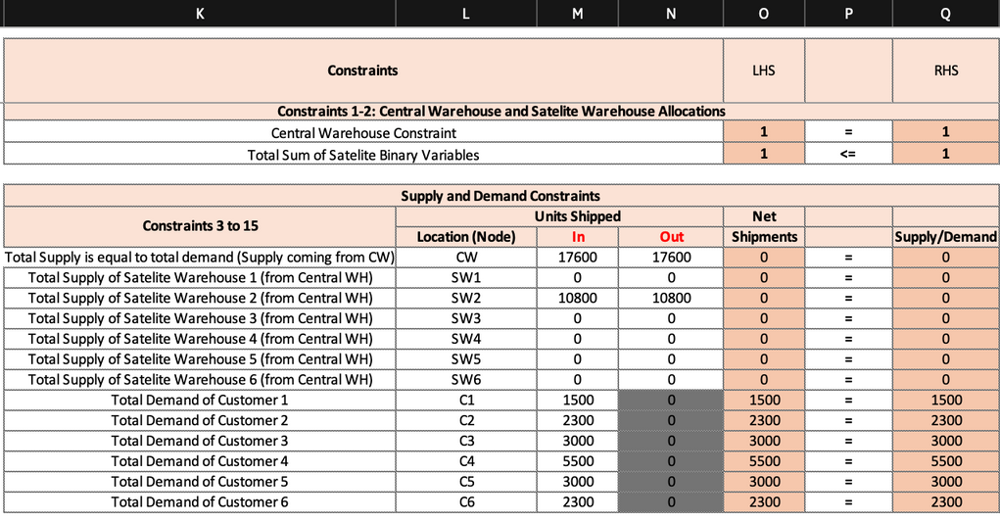 K L M N O P Q
Constraints LHS RHS
Constraints 1-2: Central Warehouse and Satelite Warehouse Allocations
Central Warehouse Constraint 1 = 1
Total Sum of Satelite Binary Variables 1 <= 1
Supply and Demand Constraints
Constraints 3 to 15 Units Shipped Net
Location (Node) In Out Shipments Supply/Demand
Total Supply is equal to total demand (Supply coming from CW) CW 17600 17600 0 = 0
Total Supply of Satelite Warehouse 1 (from Central WH) SW1 0 0 0 = 0
Total Supply of Satelite Warehouse 2 (from Central WH) SW2 10800 10800 0 = 0
Total Supply of Satelite Warehouse 3 (from Central WH) SW3 0 0 0 = 0
Total Supply of Satelite Warehouse 4 (from Central WH) SW4 0 0 0 = 0
Total Supply of Satelite Warehouse 5 (from Central WH) SW5 0 0 0 = 0
Total Supply of Satelite Warehouse 6 (from Central WH) SW6 0 0 0 = 0
Total Demand of Customer 1 C1 1500 0 1500 = 1500
Total Demand of Customer 2 C2 2300 0 2300 = 2300
Total Demand of Customer 3 C3 3000 0 3000 = 3000
Total Demand of Customer 4 C4 5500 0 5500 = 5500
Total Demand of Customer 5 C5 3000 0 3000 = 3000
Total Demand of Customer 6 C6 2300 0 2300 = 2300